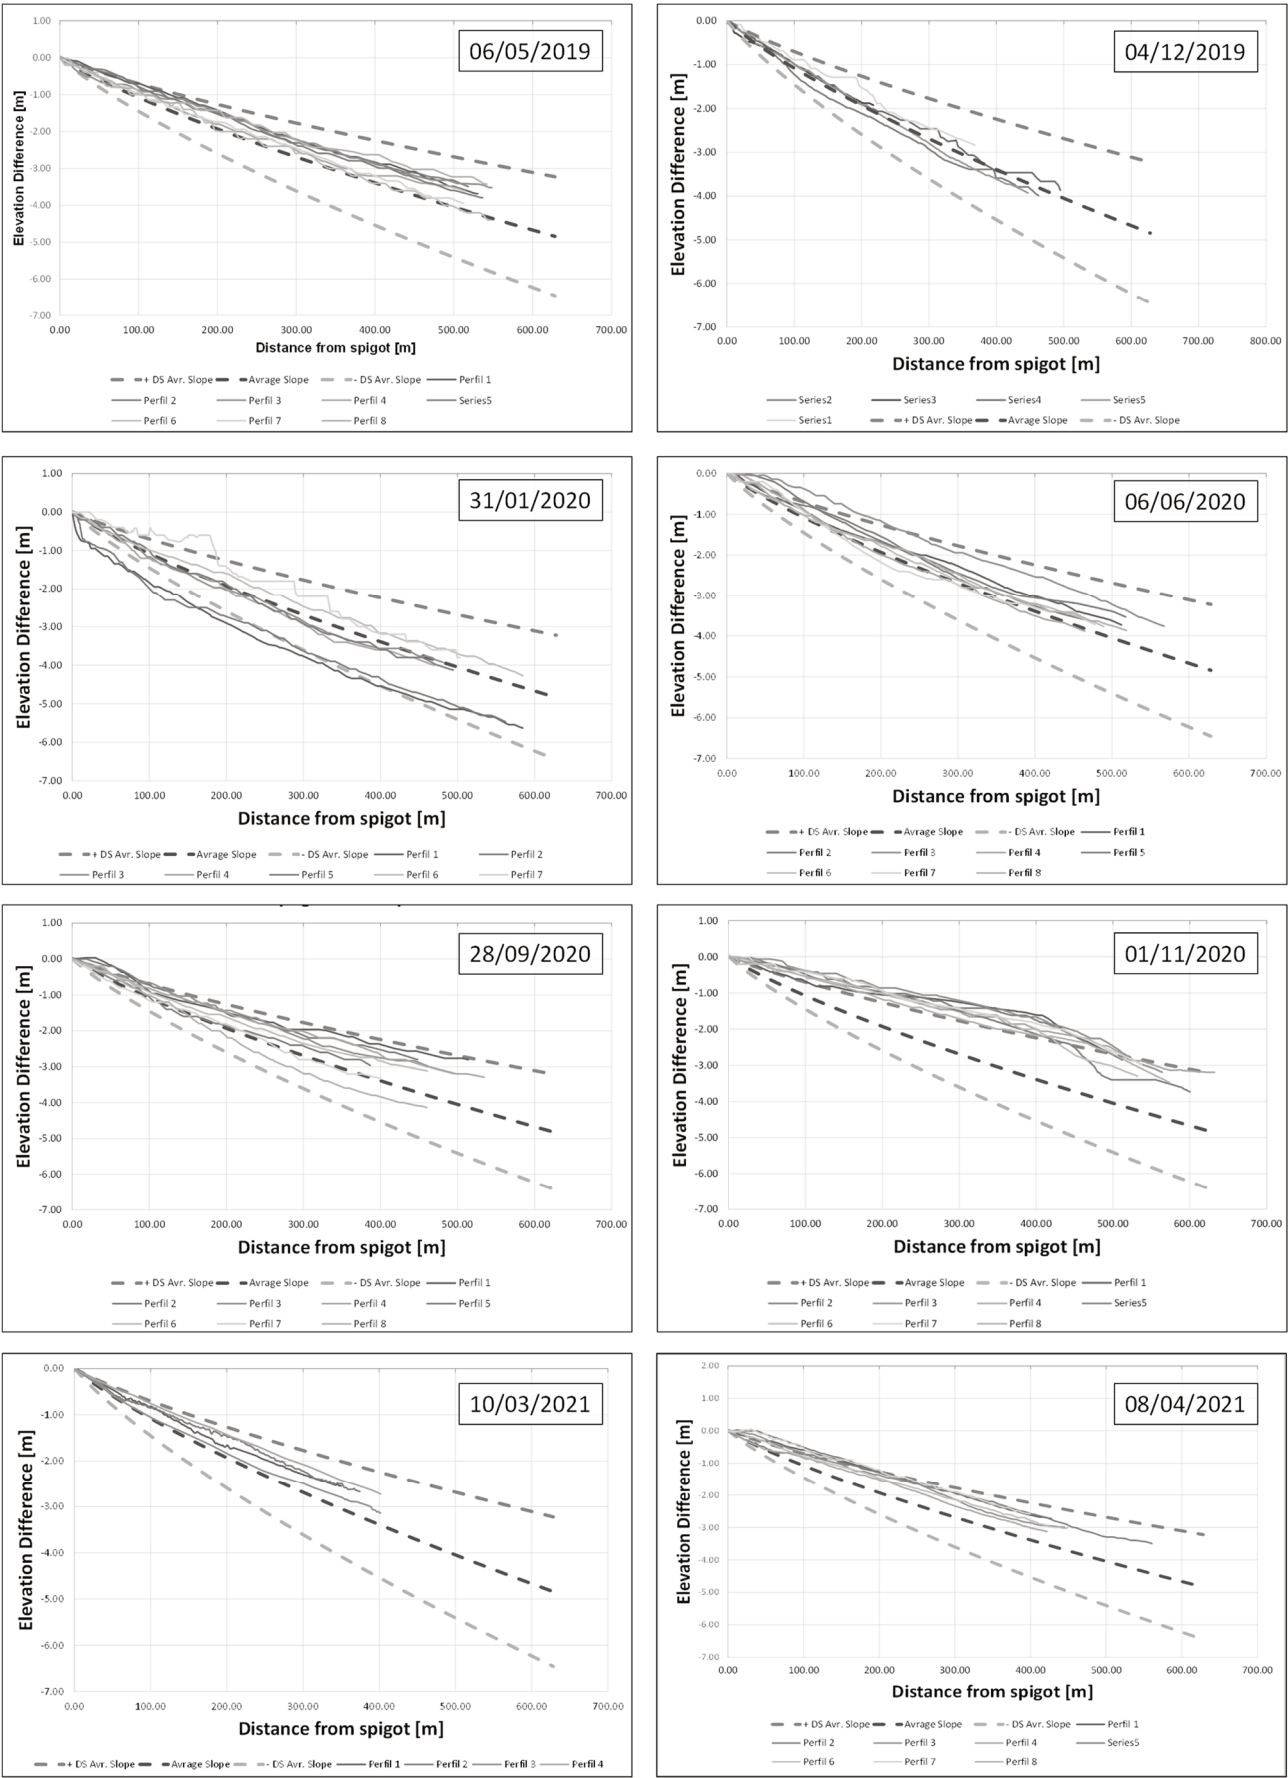 06/05/2019
1.00
0.00
-1.00
-2.00
-3.00
-4.00
-5.00
-6.00
-7.00
Elevation Difference [m]
0.00 100.00 200.00 300.00 400.00 500.00 600.00 700.00
Distance from spigot [m]
+ DS Avr. Slope Avrage Slope - DS Avr. Slope Perfil 1
Perfil 2 Perfil 3 Perfil 4 Series5
Perfil 6 Perfil 7 Perfil 8
04/12/2019
0.00
-1.00
-2.00
-3.00
-4.00
-5.00
-6.00
-7.00
Elevation Difference [m]
0.00 100.00 200.00 300.00 400.00 500.00 600.00 700.00 800.00
Distance from spigot [m]
Series2 Series3 Series4 Series5
Series1 + DS Avr. Slope Avrage Slope - DS Avr. Slope
31/01/2020
1.00
0.00
-1.00
-2.00
-3.00
-4.00
-5.00
-6.00
-7.00
Elevation Difference [m]
0.00 100.00 200.00 300.00 400.00 500.00 600.00 700.00
Distance from spigot [m]
+ DS Avr. Slope Avrage Slope - DS Avr. Slope Perfil 1 Perfil 2
Perfil 3 Perfil 4 Perfil 5 Perfil 6 Perfil 7
06/06/2020
0.00
-1.00
-2.00
-3.00
-4.00
-5.00
-6.00
-7.00
Elevation Difference [m]
0.00 100.00 200.00 300.00 400.00 500.00 600.00 700.00
Distance from spigot [m]
+ DS Avr. Slope Avrage Slope - DS Avr. Slope Perfil 1
Perfil 2 Perfil 3 Perfil 4 Perfil 5
Perfil 6 Perfil 7 Perfil 8
28/09/2020
1.00
0.00
-1.00
-2.00
-3.00
-4.00
-5.00
-6.00
-7.00
Elevation Difference [m]
0.00 100.00 200.00 300.00 400.00 500.00 600.00 700.00
Distance from spigot [m]
+ DS Avr. Slope Avrage Slope - DS Avr. Slope Perfil 1
Perfil 2 Perfil 3 Perfil 4 Perfil 5
Perfil 6 Perfil 7 Perfil 8
01/11/2020
1.00
0.00
-1.00
-2.00
-3.00
-4.00
-5.00
-6.00
-7.00
Elevation Difference [m]
0.00 100.00 200.00 300.00 400.00 500.00 600.00 700.00
Distance from spigot [m]
+ DS Avr. Slope Avrage Slope - DS Avr. Slope Perfil 1
Perfil 2 Perfil 3 Perfil 4 Series5
Perfil 6 Perfil 7 Perfil 8
10/03/2021
0.00
-1.00
-2.00
-3.00
-4.00
-5.00
-6.00
-7.00
Elevation Difference [m]
0.00 100.00 200.00 300.00 400.00 500.00 600.00 700.00
Distance from spigot [m]
+ DS Avr. Slope Avrage Slope - DS Avr. Slope Perfil 1 Perfil 2 Perfil 3 Perfil 4
08/04/2021
2.00
1.00
0.00
-1.00
-2.00
-3.00
-4.00
-5.00
-6.00
-7.00
Elevation Difference [m]
0.00 100.00 200.00 300.00 400.00 500.00 600.00 700.00
Distance from spigot [m]
+ DS Avr. Slope Avrage Slope - DS Avr. Slope Perfil 1
Perfil 2 Perfil 3 Perfil 4 Series5
Perfil 6 Perfil 7 Perfil 8